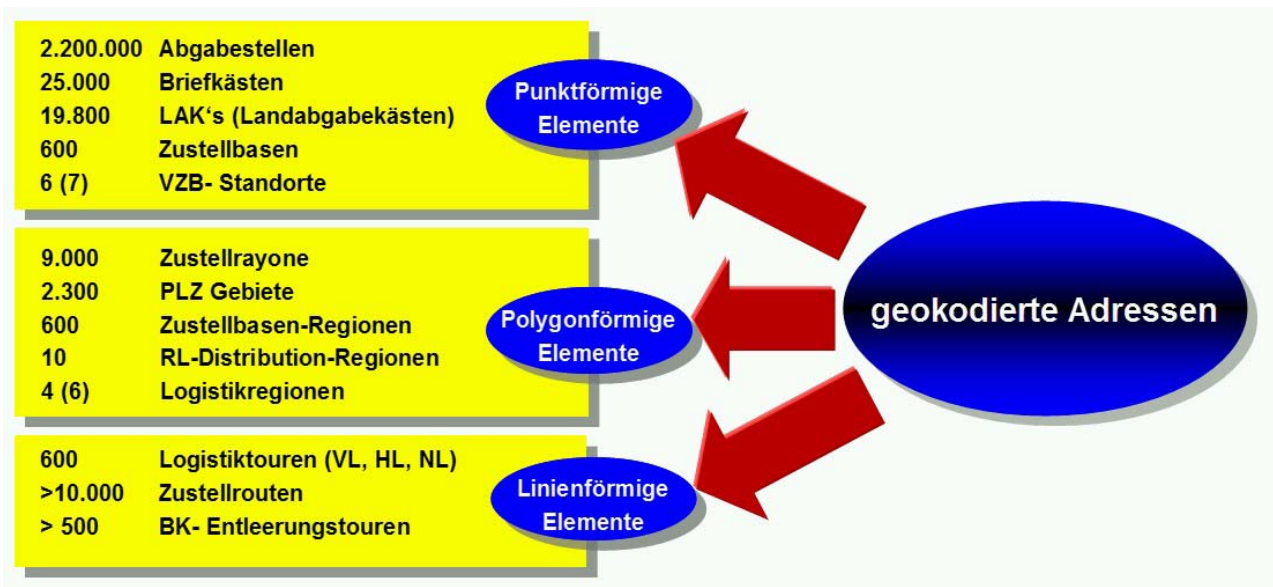 2.200.000 Abgabestellen
25.000 Briefkästen
19.800 LAK‘s (Landabgabekästen)
600 Zustellbasen
6 (7) VZB- Standorte
Punktförmige
Elemente
9.000 Zustellrayone
2.300 PLZ Gebiete
600 Zustellbasen-Regionen
10 RL-Distribution-Regionen
4 (6) Logistikregionen
Polygonförmige
Elemente
600 Logistiktouren (VL, HL, NL)
>10.000 Zustellrouten
> 500 BK- Entleerungstouren
Linienförmige
Elemente
geokodierte Adressen